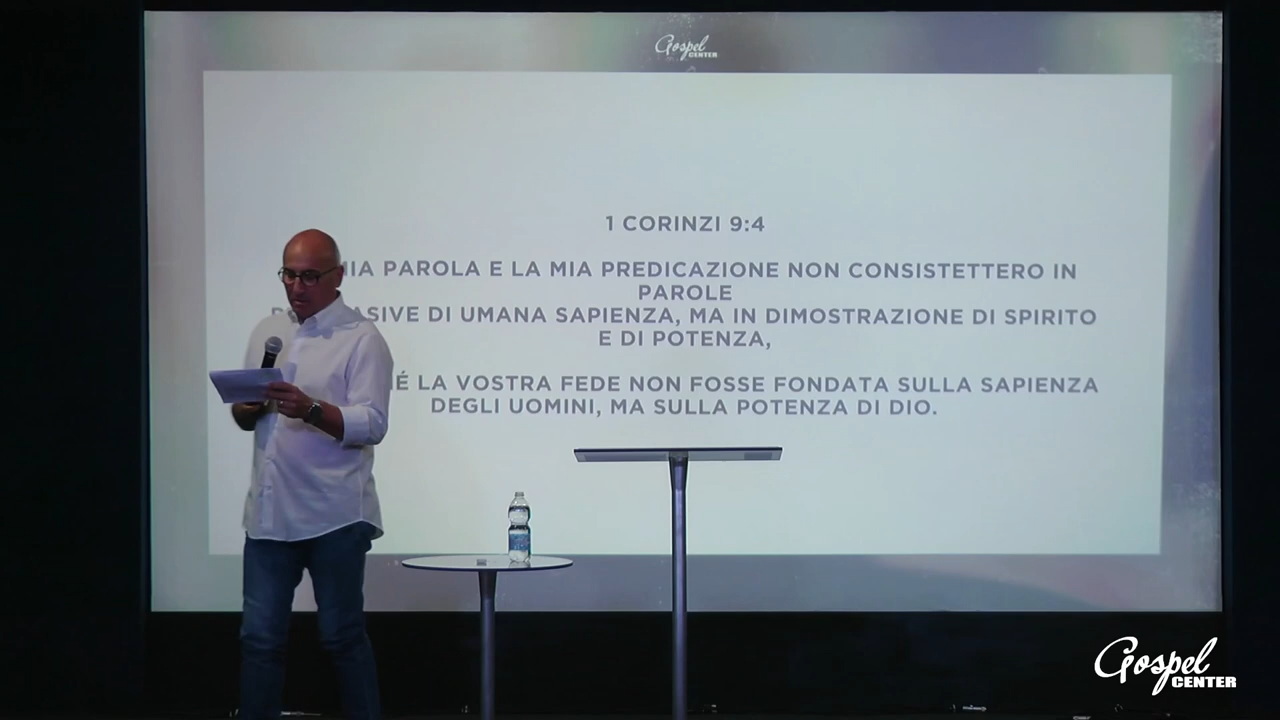 Gospel
CENTER
1 CORINZI 9:4
MIA PAROLA E LA MIA PREDICAZIONE NON CONSISTETTERO IN
PAROLE
DI UMANA SAPIENZA, MA IN DIMOSTRAZIONE DI SPIRITO
E DI POTENZA,
LA VOSTRA FEDE NON FOSSE FONDATA SULLA SAPIENZA
DEGLI UOMINI, MA SULLA POTENZA DI DIO.
Gospel
CENTER